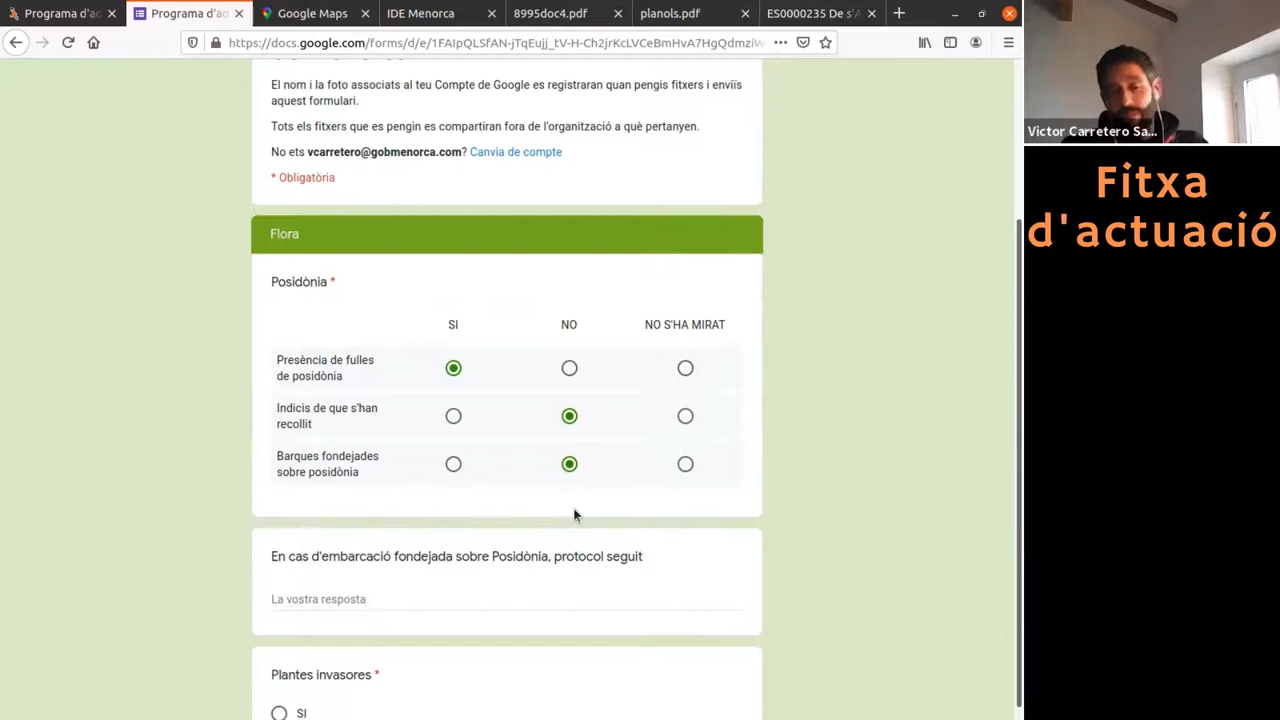 Programa d'ad
Programa d'ad
Google Maps
IDE Menorca
8995doc4.pdf
planols.pdf
ES0000235 De s'A
https://docs.google.com/forms/d/e/1FAIpQLSfAN-jTqEujj_tV-H-Ch2jrKcLVCeBmHvA7HgQdmziW
El nom i la foto associats al teu Compte de Google es registraran quan pengis fitxers i enviïs
aquest formulari.
Tots els fitxers que es pengin es compartiran fora de l'organització a què pertanyen.
No ets vcarretero@gobmenorca.com? Canvia de compte
* Obligatòria
Flora
Posidònia *
SI NO NO S'HA MIRAT
Presència de fulles
de posidònia
Indicis de que s'han
recollit
Barques fondejades
sobre posidònia
En cas d'embarcació fondejada sobre Posidònia, protocol seguit
La vostra resposta
Plantes invasores *
SI
Victor Carretero Sa...
Fitxa
d'actuació